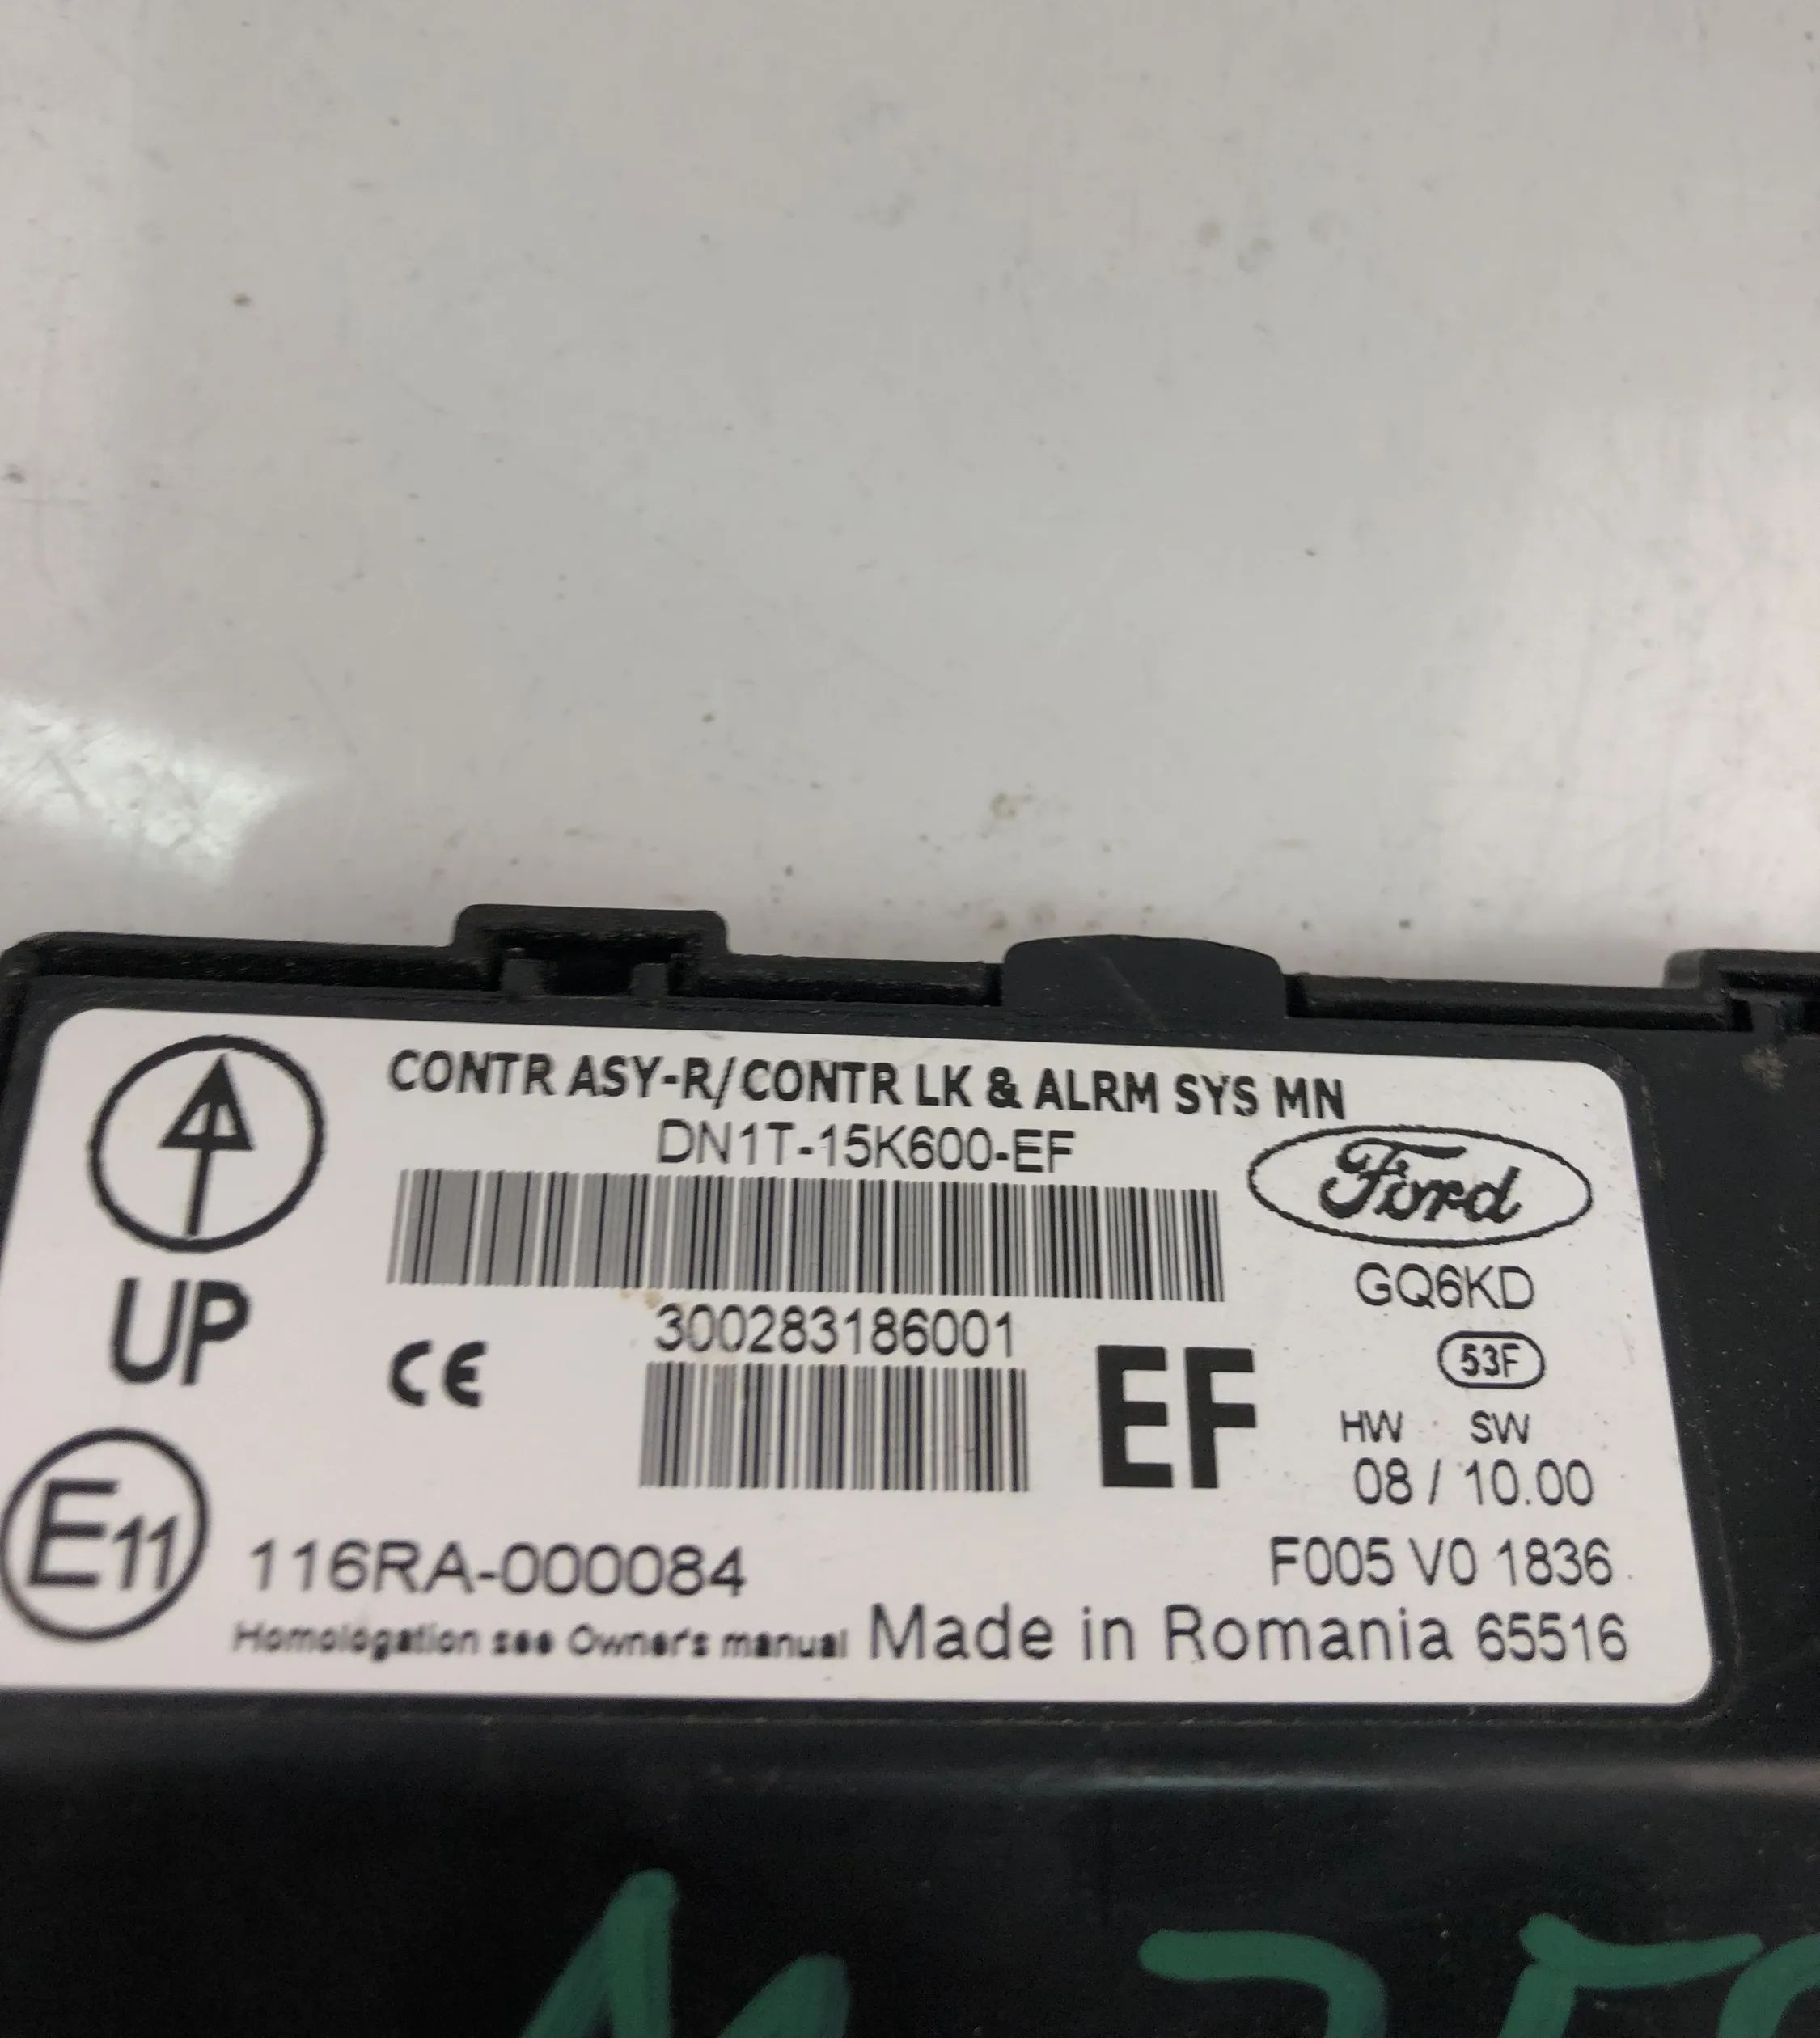 CONTR ASY-R/CONTR LK & ALRM SYS MN
DN1T-15K600-EF
Ford
GQ6KD
UP
300283186001
CE
EF
53F
HW SW
08 / 10.00
E11
116RA-000084
F005 V0 1836
Homologation see Owner's manual Made in Romania 65516